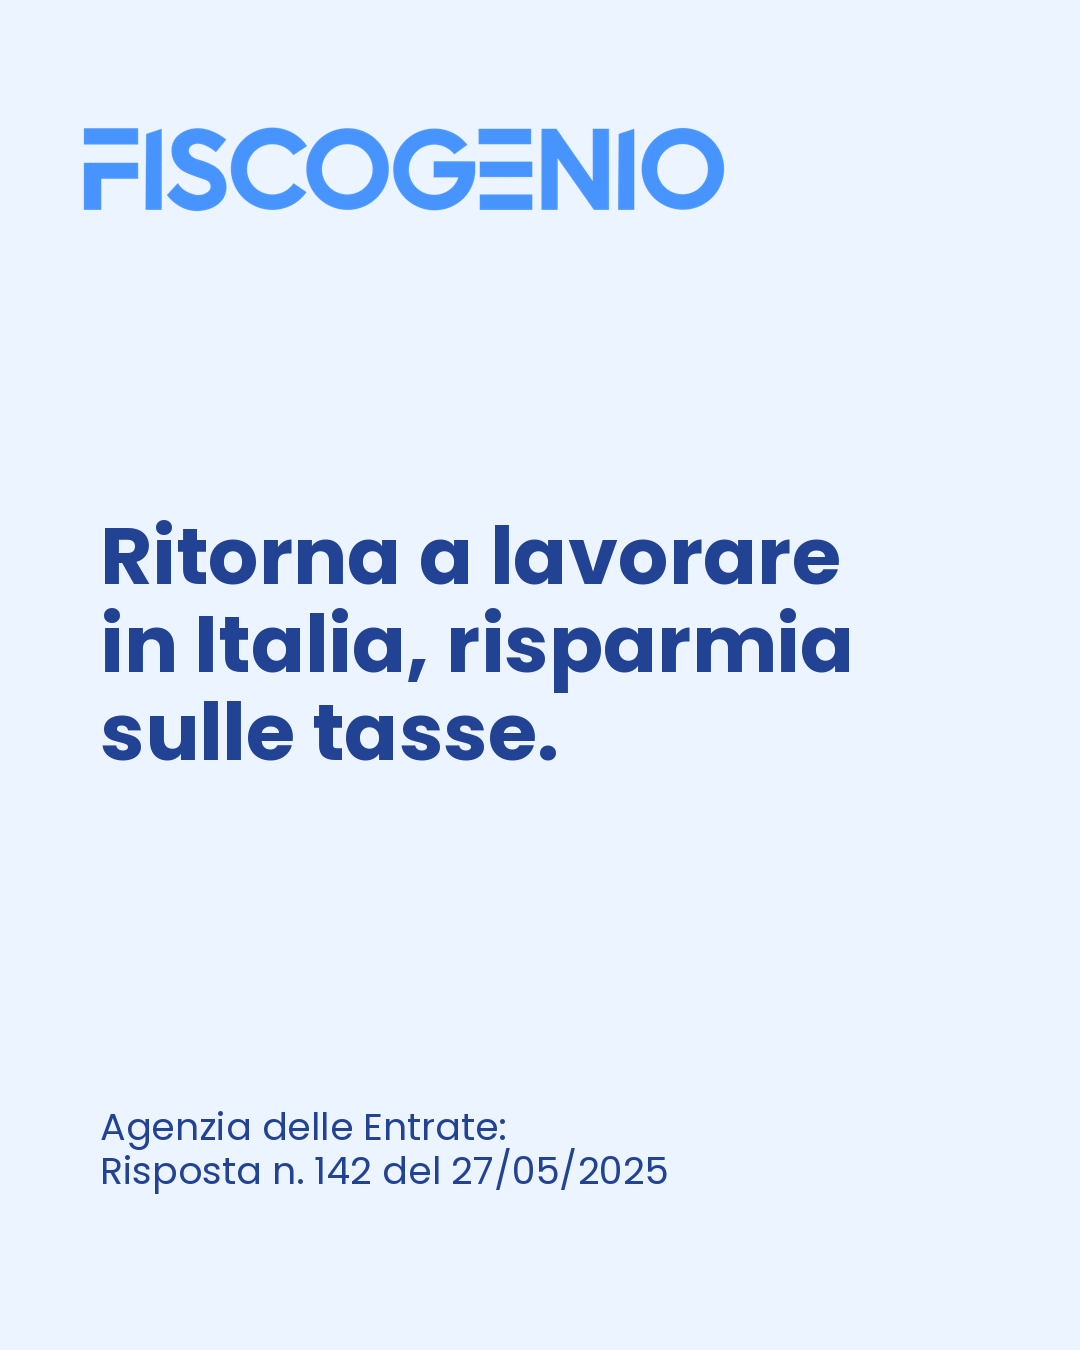 FISCOGENIO
Ritorna a lavorare
in Italia, risparmia
sulle tasse.
Agenzia delle Entrate:
Risposta n. 142 del 27/05/2025